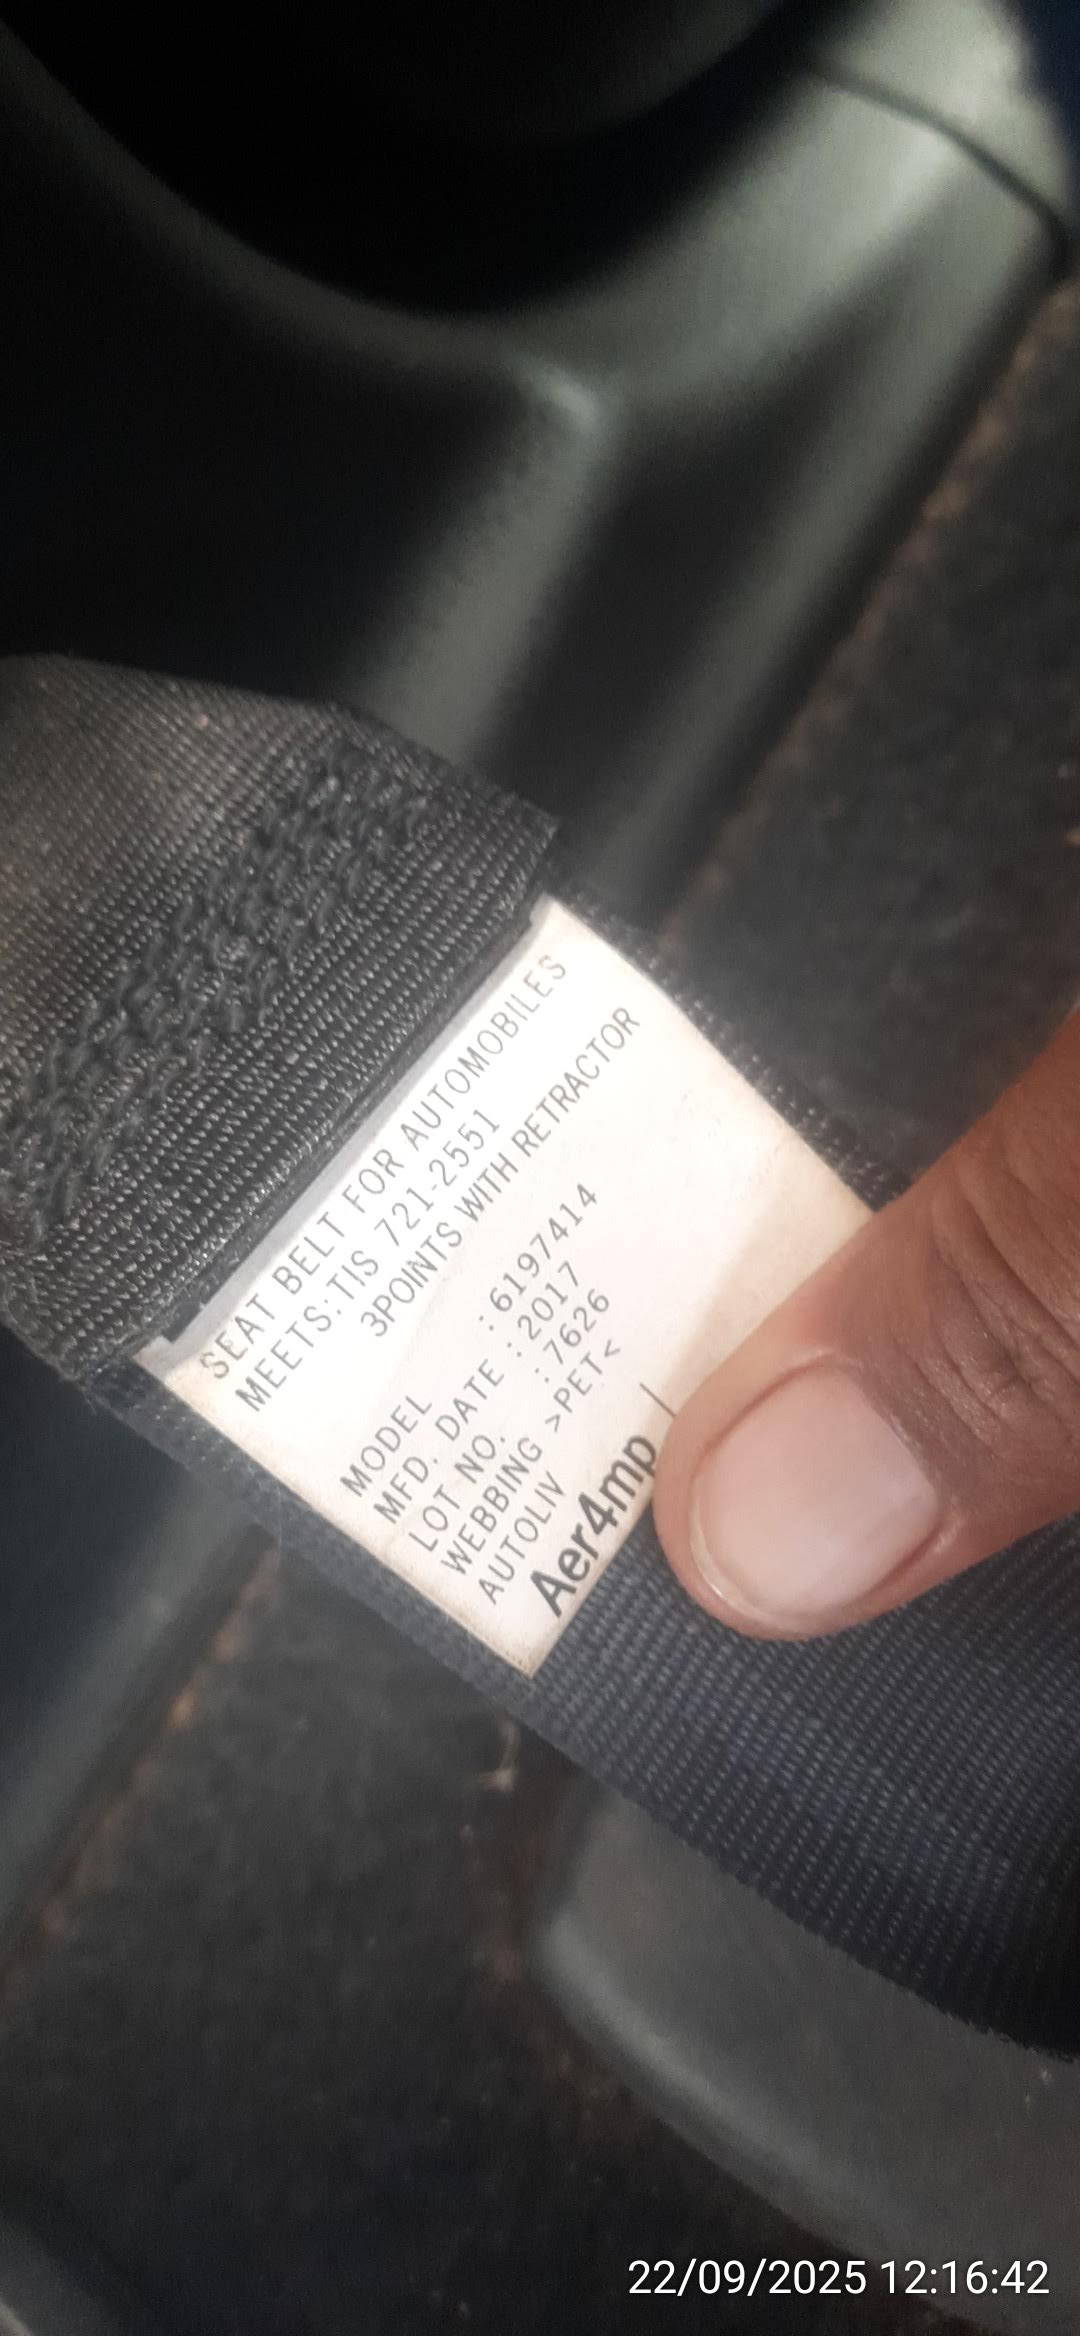 SEAT BELT FOR AUTOMOBILES
MEETS:TIS 721-2551
3POINTS WITH RETRACTOR
MODEL : 6197414
MFD. DATE : 2017
LOT NO. : 7626
WEBBING >PET<
AUTOLIV
Aer4mp
22/09/2025 12:16:42